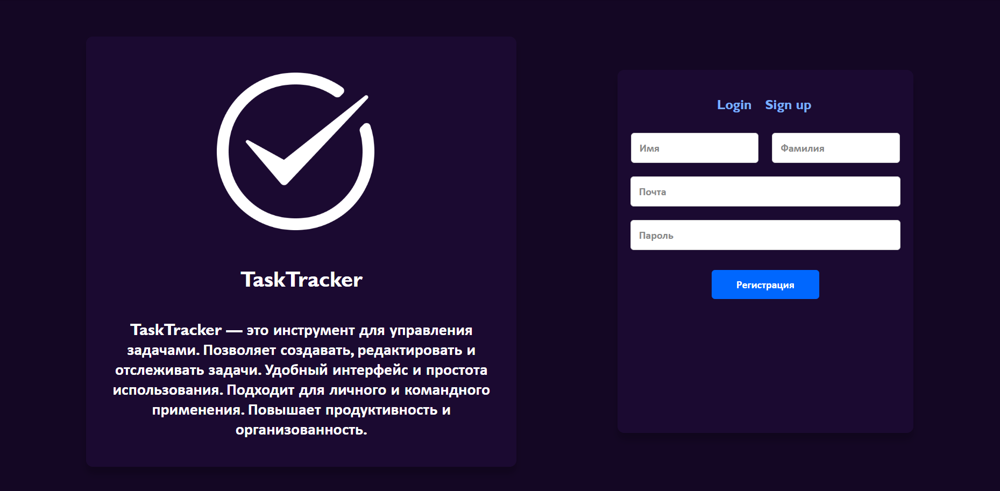 TaskTracker
TaskTracker — это инструмент для управления
задачами. Позволяет создавать, редактировать и
отслеживать задачи. Удобный интерфейс и простота
использования. Подходит для личного и командного
применения. Повышает продуктивность и
организованность.
Login Sign up
Имя Фамилия
Почта
Пароль
Регистрация